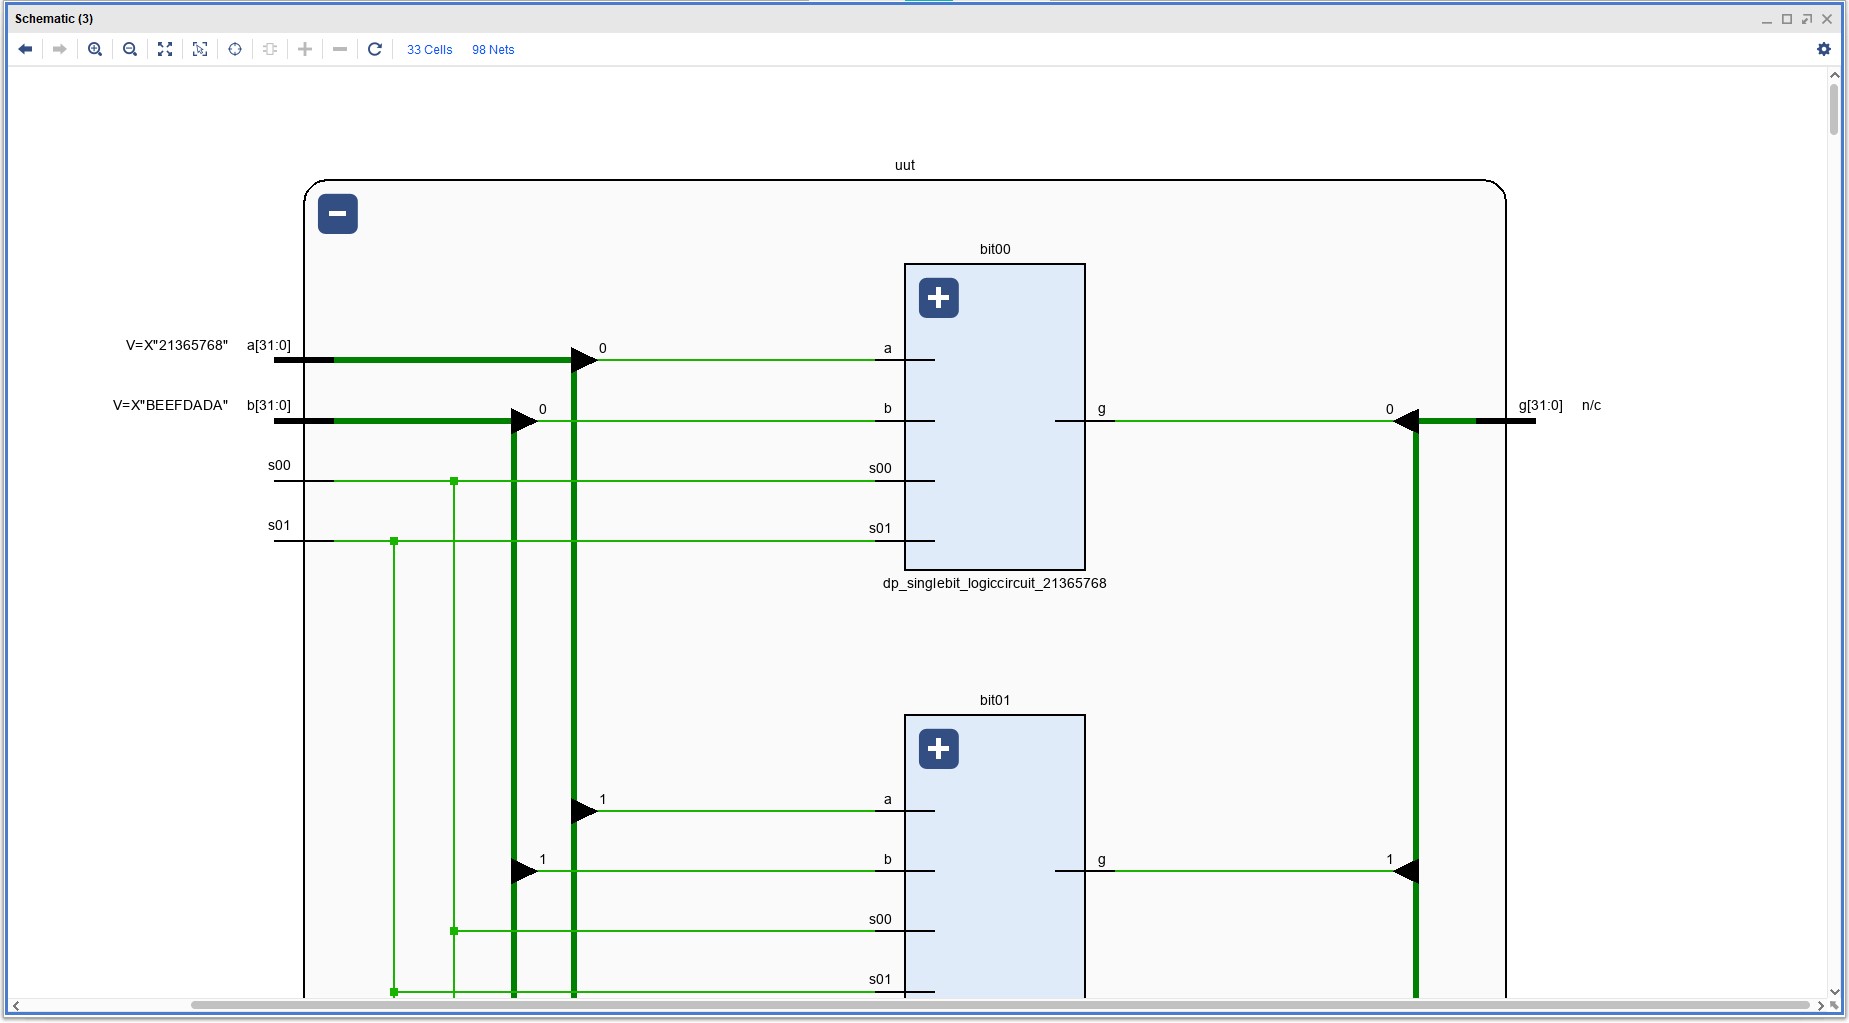 Schematic (3)
33 Cells 98 Nets
uut
bit00
V=X"21365768" a[31:0] 0 a
V=X"BEEFDADA" b[31:0] 0 b g 0 g[31:0] n/c
s00 s00
s01 s01
dp_singlebit_logiccircuit_21365768
bit01
1 a
1 b g 1
s00
s01